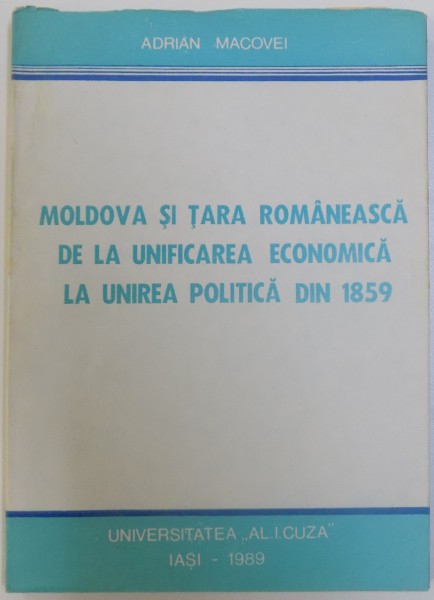 ADRIAN MACOVEI
MOLDOVA ȘI ȚARA ROMÂNEASCĂ
DE LA UNIFICAREA ECONOMICĂ
LA UNIREA POLITICĂ DIN 1859
UNIVERSITATEA „AL.I.CUZA"
IAȘI - 1989